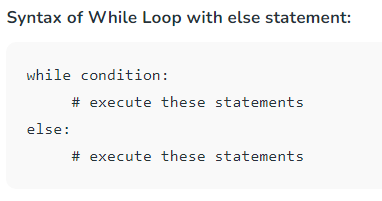 Syntax of While Loop with else statement:
while condition:
     # execute these statements
else:
     # execute these statements